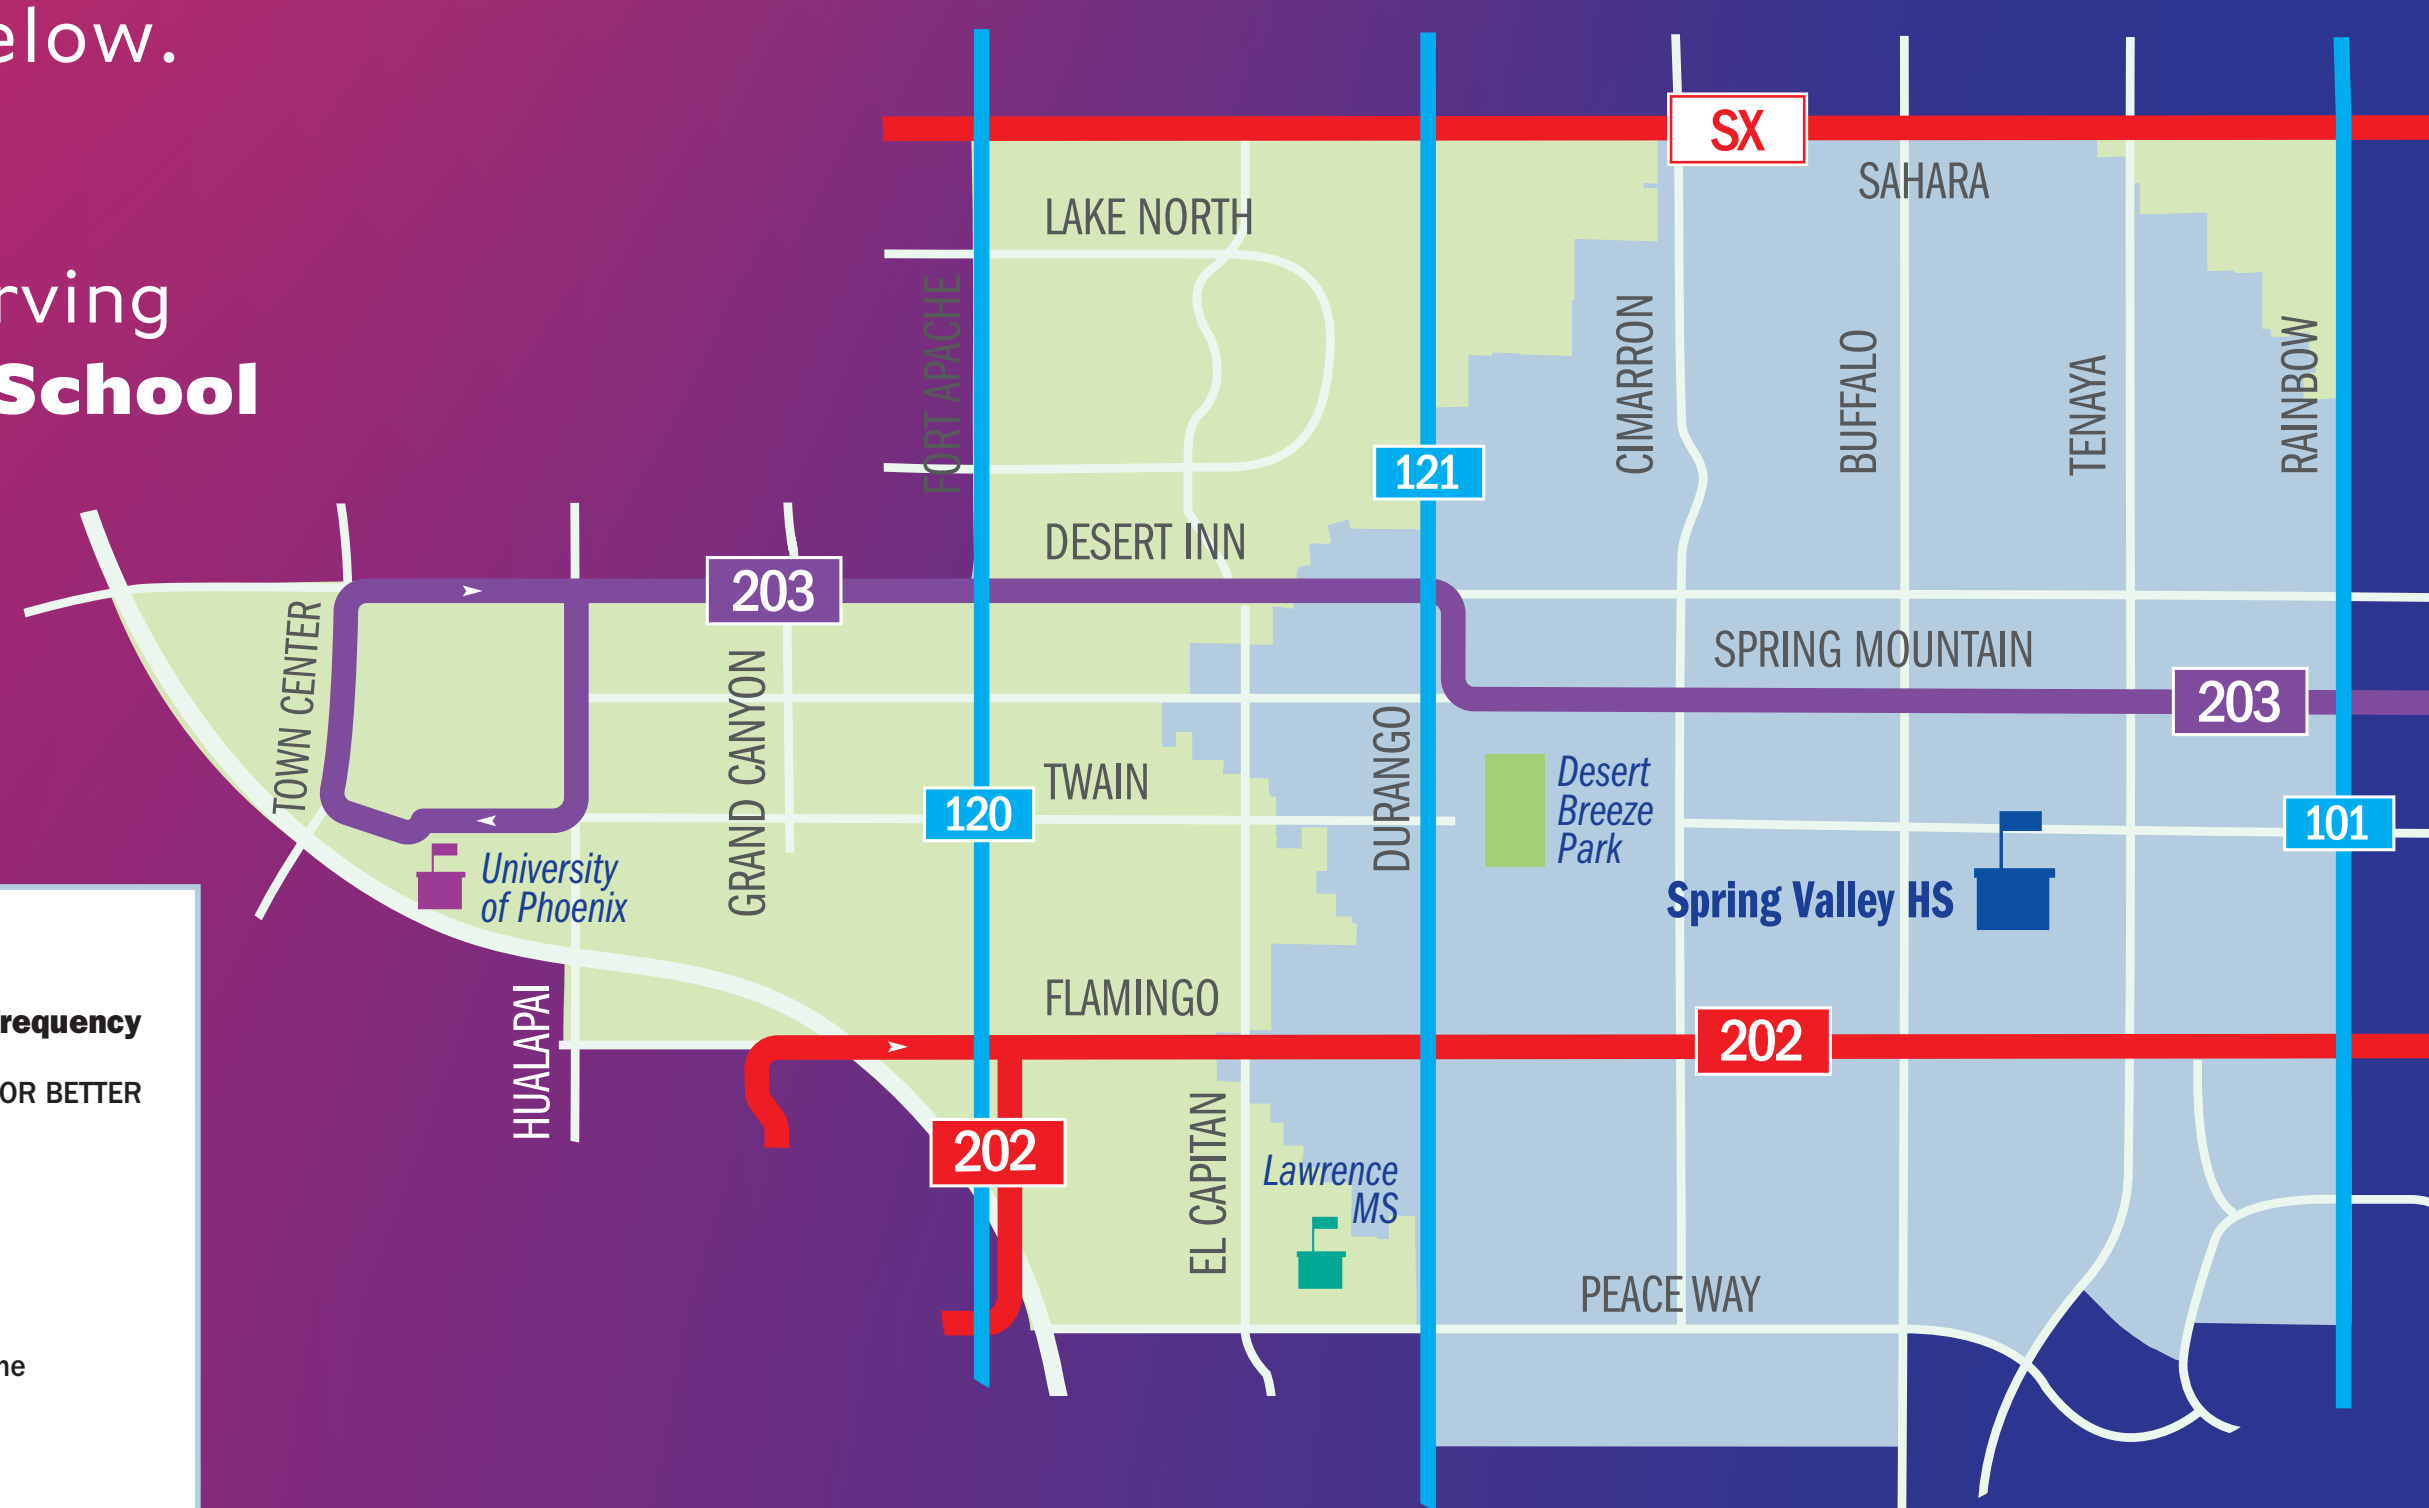 elow.
rving
School
SX
SAHARA
LAKE NORTH
FORT APACHE
CIMARRON
BUFFALO
TENAYA
RAINBOW
121
DESERT INN
203
TOWN CENTER
SPRING MOUNTAIN
203
GRAND CANYON
DURANGO
TWAIN
120
Desert
Breeze
Park
101
University
of Phoenix
Spring Valley HS
HUALAPAI
FLAMINGO
202
202
EL CAPITAN
Lawrence
MS
PEACE WAY
requency
OR BETTER
ne